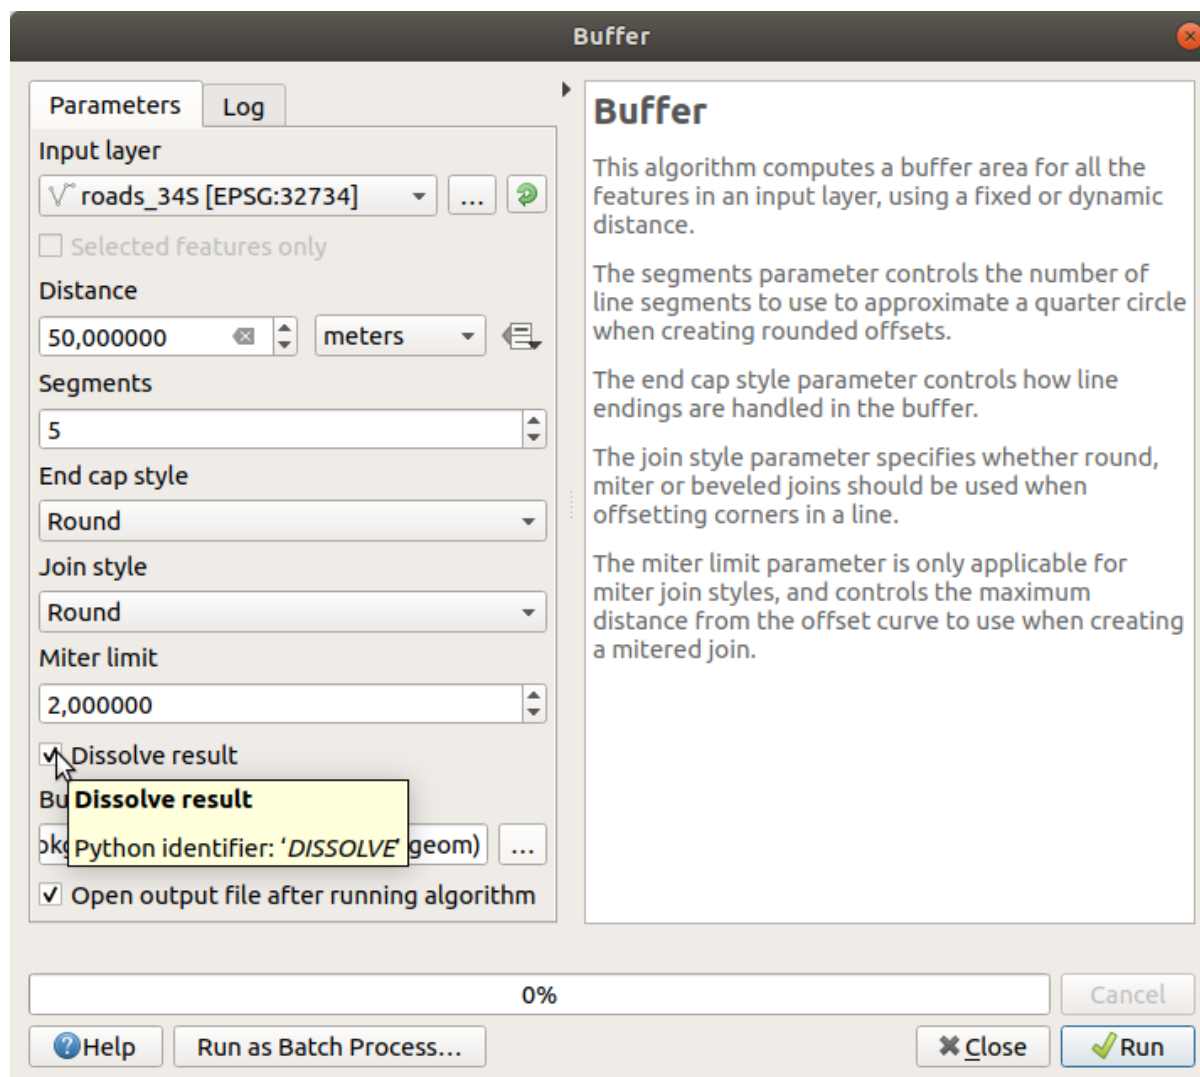 Buffer
Parameters
Log
Input layer
roads_34S [EPSG:32734]
...
Selected features only
Distance
50,000000
meters
Segments
5
End cap style
Round
Join style
Round
Miter limit
2,000000
Dissolve result
Dissolve result
Python identifier: ‘DISSOLVE’
geom)
...
Open output file after running algorithm
Buffer
This algorithm computes a buffer area for all the
features in an input layer, using a fixed or dynamic
distance.
The segments parameter controls the number of
line segments to use to approximate a quarter circle
when creating rounded offsets.
The end cap style parameter controls how line
endings are handled in the buffer.
The join style parameter specifies whether round,
miter or beveled joins should be used when
offsetting corners in a line.
The miter limit parameter is only applicable for
miter join styles, and controls the maximum
distance from the offset curve to use when creating
a mitered join.
0%
Cancel
Help
Run as Batch Process...
Close
Run